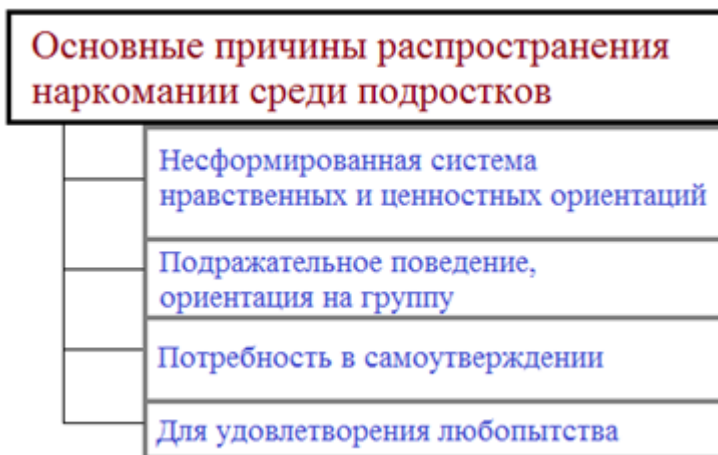 Основные причины распространения
наркомании среди подростков
Несформированная система
нравственных и ценностных ориентаций
Подражательное поведение,
ориентация на группу
Потребность в самоутверждении
Для удовлетворения любопытства